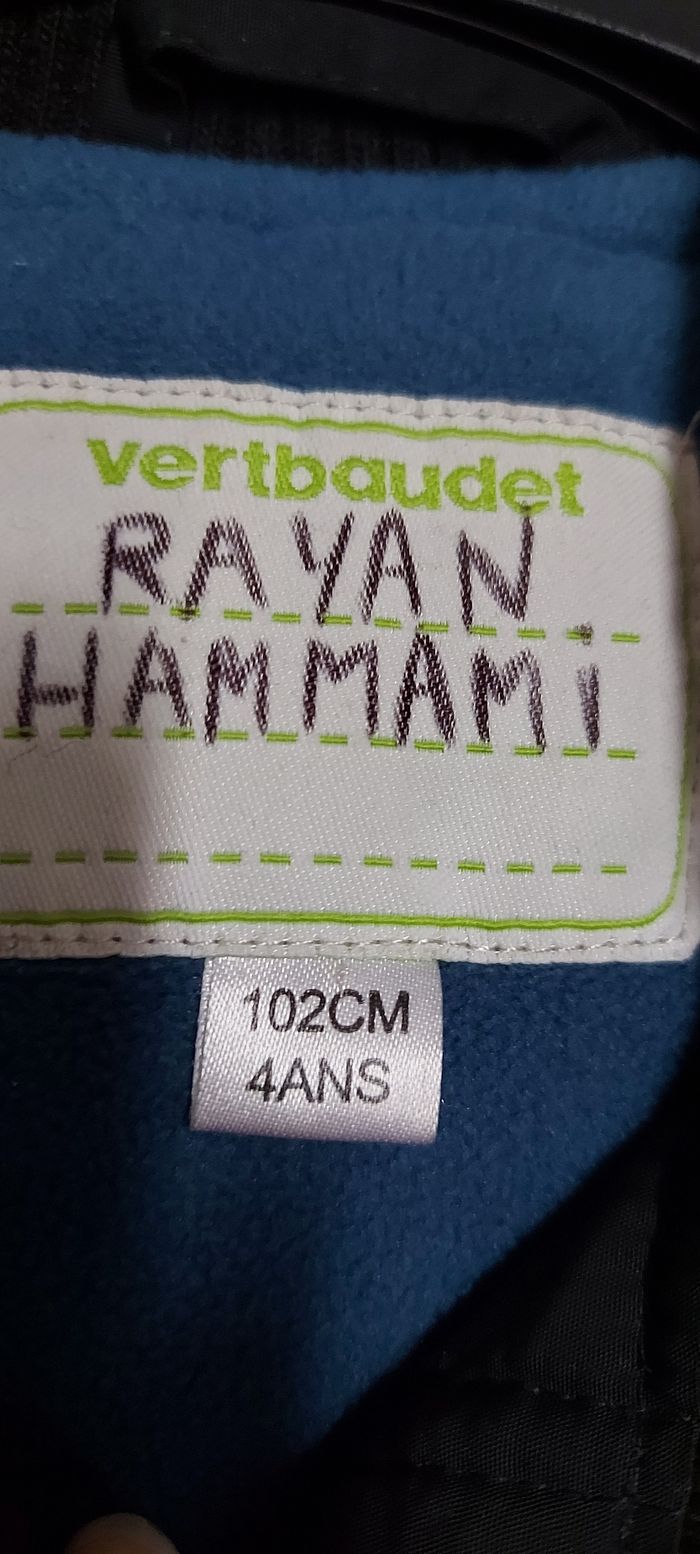 vertbaudet
RAYAN
HAMMAMi
102CM
4ANS